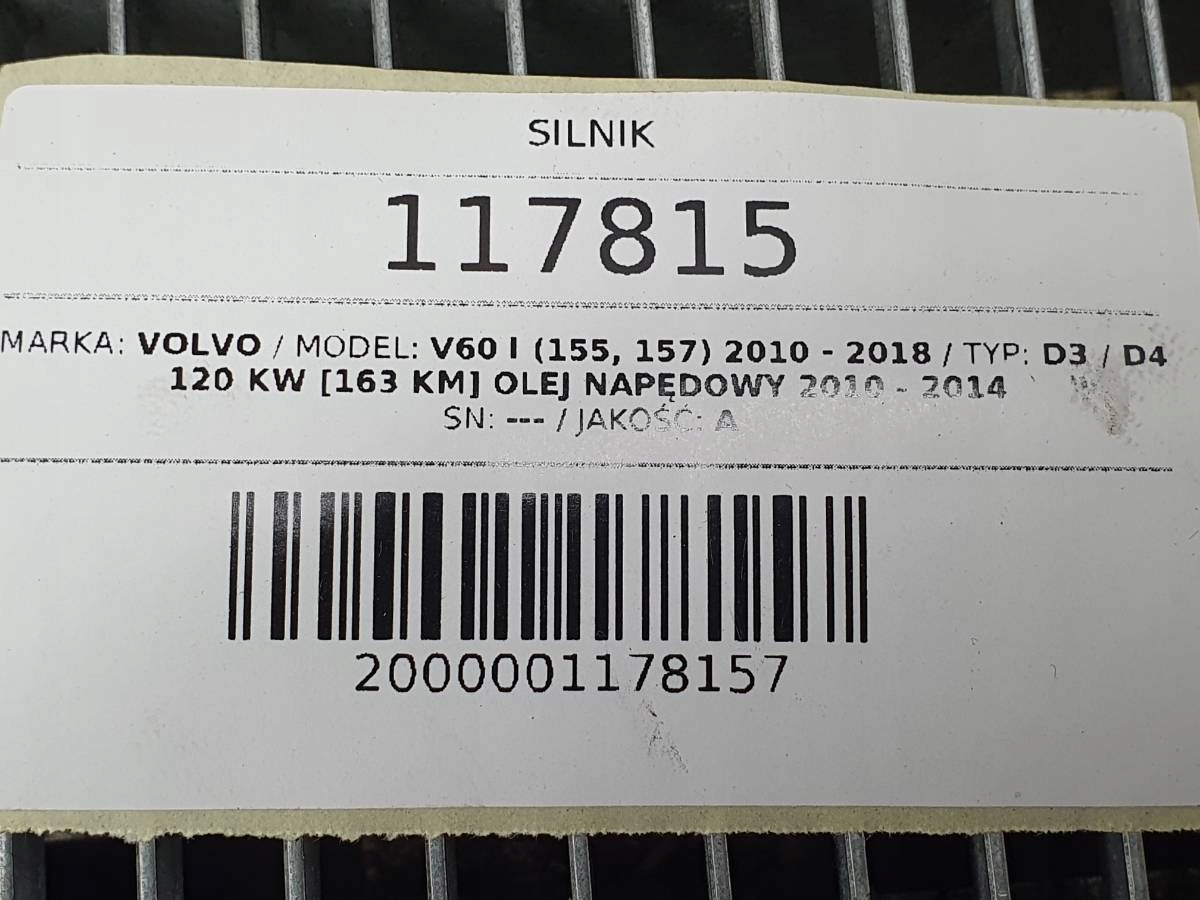 SILNIK
117815
MARKA: VOLVO / MODEL: V60 I (155, 157) 2010 - 2018 / TYP: D3 / D4
120 KW [163 KM] OLEJ NAPĘDOWY 2010 - 2014
SN: --- / JAKOŚĆ: A
2000001178157